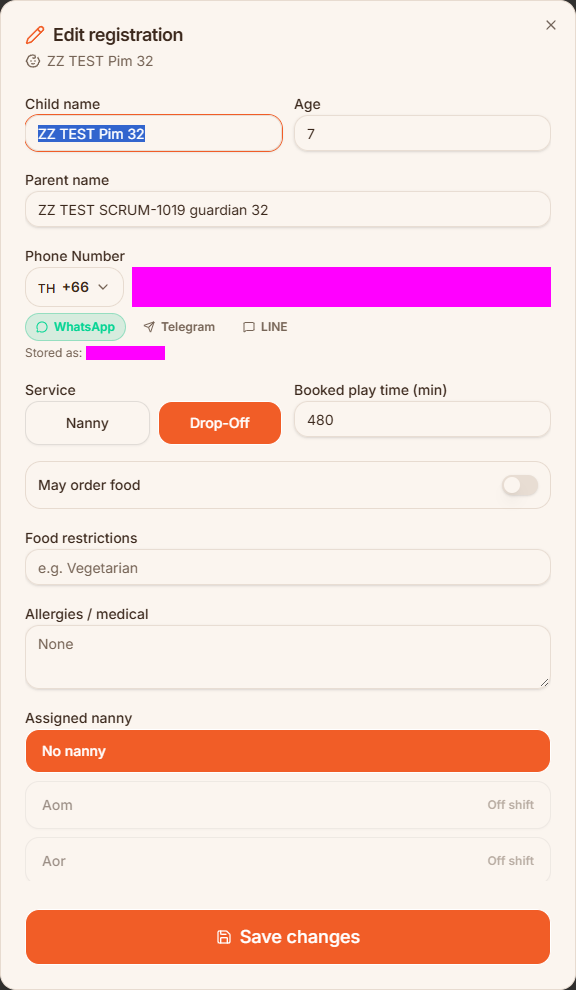 Edit registration
ZZ TEST Pim 32
Child name
Age
ZZ TEST Pim 32
7
Parent name
ZZ TEST SCRUM-1019 guardian 32
Phone Number
TH +66
WhatsApp
Telegram
LINE
Stored as:
Service
Booked play time (min)
Nanny
Drop-Off
480
May order food
Food restrictions
e.g. Vegetarian
Allergies / medical
None
Assigned nanny
No nanny
Aom
Off shift
Aor
Off shift
Save changes